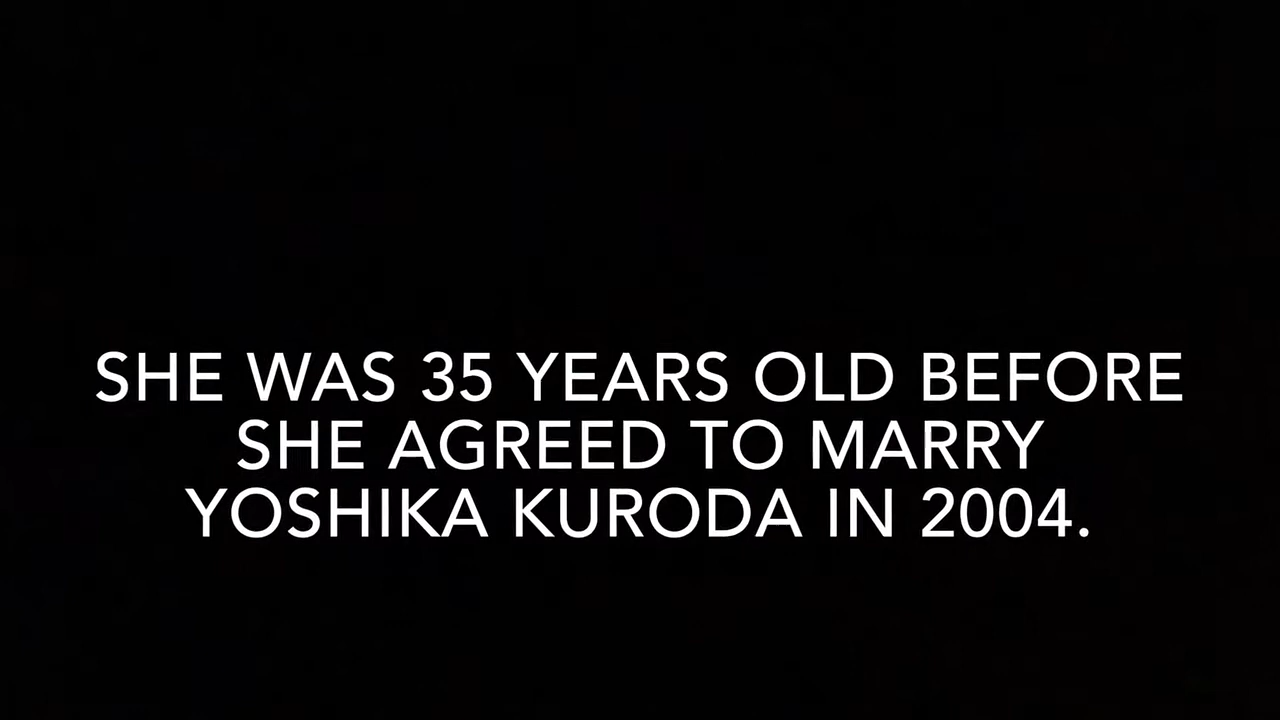 SHE WAS 35 YEARS OLD BEFORE
SHE AGREED TO MARRY
YOSHIKA KURODA IN 2004.